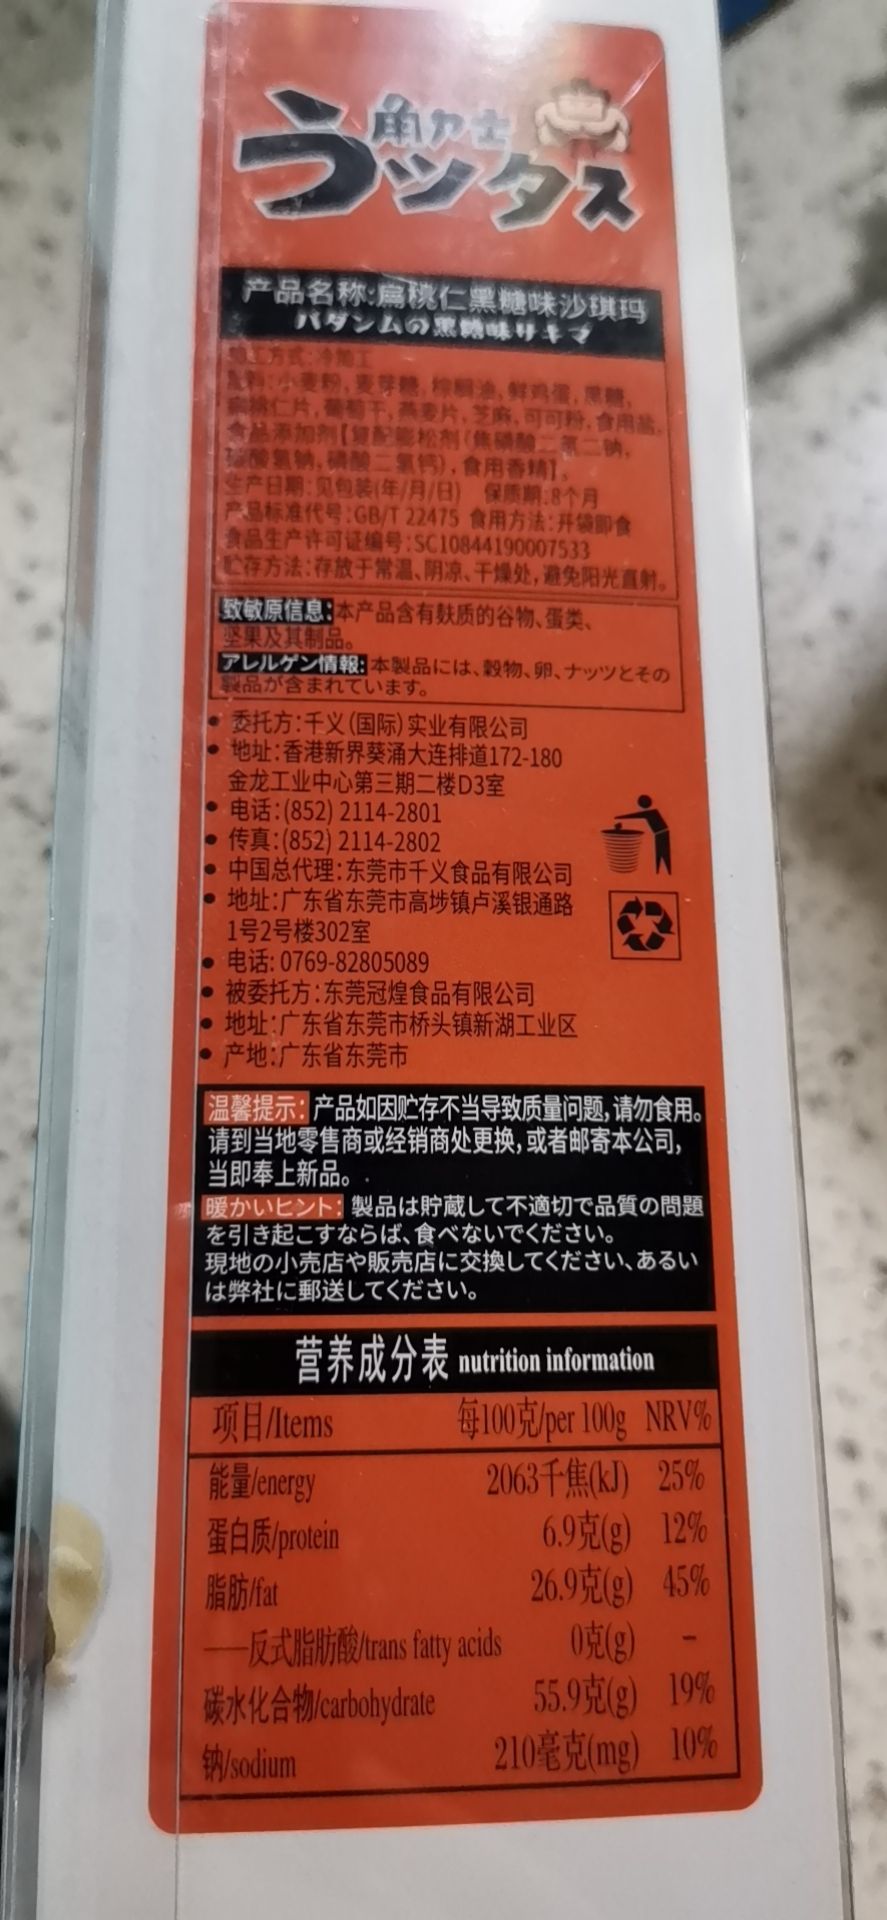 角力士
うッタス
产品名称:扁桃仁黑糖味沙琪玛
バダンムの黑糖味サキマ
加工方式:冷加工
配料:小麦粉,麦芽糖,棕榈油,鲜鸡蛋,黑糖,
扁桃仁片,葡萄干,燕麦片,芝麻,可可粉,食用盐,
食品添加剂【复配膨松剂(焦磷酸二氢二钠,
碳酸氢钠,磷酸二氢钙),食用香精】。
生产日期:见包装(年/月/日) 保质期:8个月
产品标准代号:GB/T 22475 食用方法:开袋即食
食品生产许可证编号:SC10844190007533
贮存方法:存放于常温、阴凉、干燥处,避免阳光直射。
致敏原信息:本产品含有麸质的谷物、蛋类、
坚果及其制品。
アレルゲン情報:本製品には、穀物、卵、ナッツとその
製品が含まれています。
• 委托方:千义(国际)实业有限公司
• 地址:香港新界葵涌大连排道172-180
金龙工业中心第三期二楼D3室
• 电话:(852) 2114-2801
• 传真:(852) 2114-2802
• 中国总代理:东莞市千义食品有限公司
• 地址:广东省东莞市高埗镇卢溪银通路
1号2号楼302室
• 电话: 0769-82805089
• 被委托方:东莞冠煌食品有限公司
• 地址:广东省东莞市桥头镇新湖工业区
• 产地:广东省东莞市
温馨提示: 产品如因贮存不当导致质量问题,请勿食用。
请到当地零售商或经销商处更换,或者邮寄本公司,
当即奉上新品。
暖かいヒント: 製品は貯蔵して不適切で品質の問題
を引き起こすならば、食べないでください。
現地の小売店や販売店に交換してください、あるい
は弊社に郵送してください。
营养成分表 nutrition information
项目/Items 每100克/per 100g NRV%
能量/energy 2063千焦(kJ) 25%
蛋白质/protein 6.9克(g) 12%
脂肪/fat 26.9克(g) 45%
——反式脂肪酸/trans fatty acids 0克(g) -
碳水化合物/carbohydrate 55.9克(g) 19%
钠/sodium 210毫克(mg) 10%